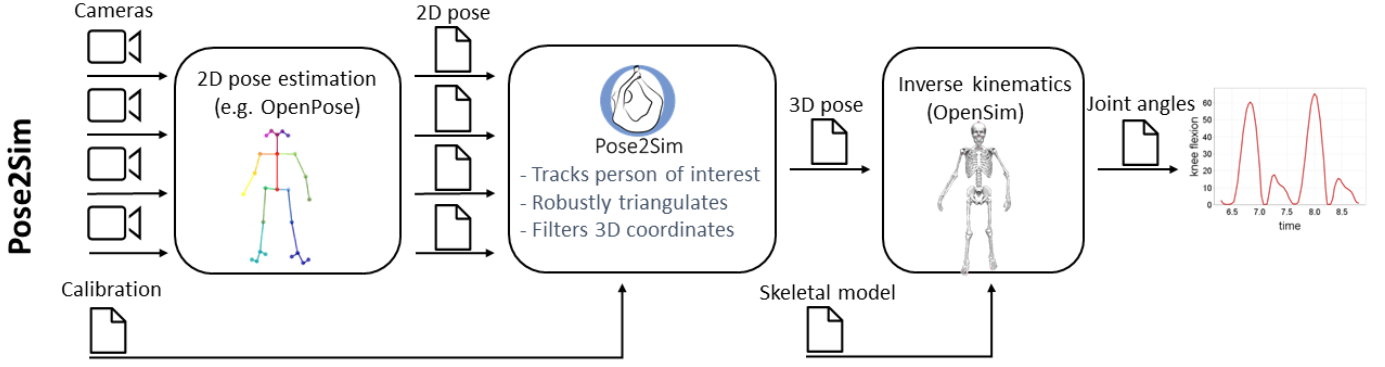 Pose2Sim
Cameras
2D pose estimation
(e.g. OpenPose)
2D pose
Pose2Sim
- Tracks person of interest
- Robustly triangulates
- Filters 3D coordinates
3D pose
Inverse kinematics
(OpenSim)
Joint angles
knee flexion
60
50
40
30
20
10
0
6.5 7.0 7.5 8.0 8.5
time
Calibration
Skeletal model